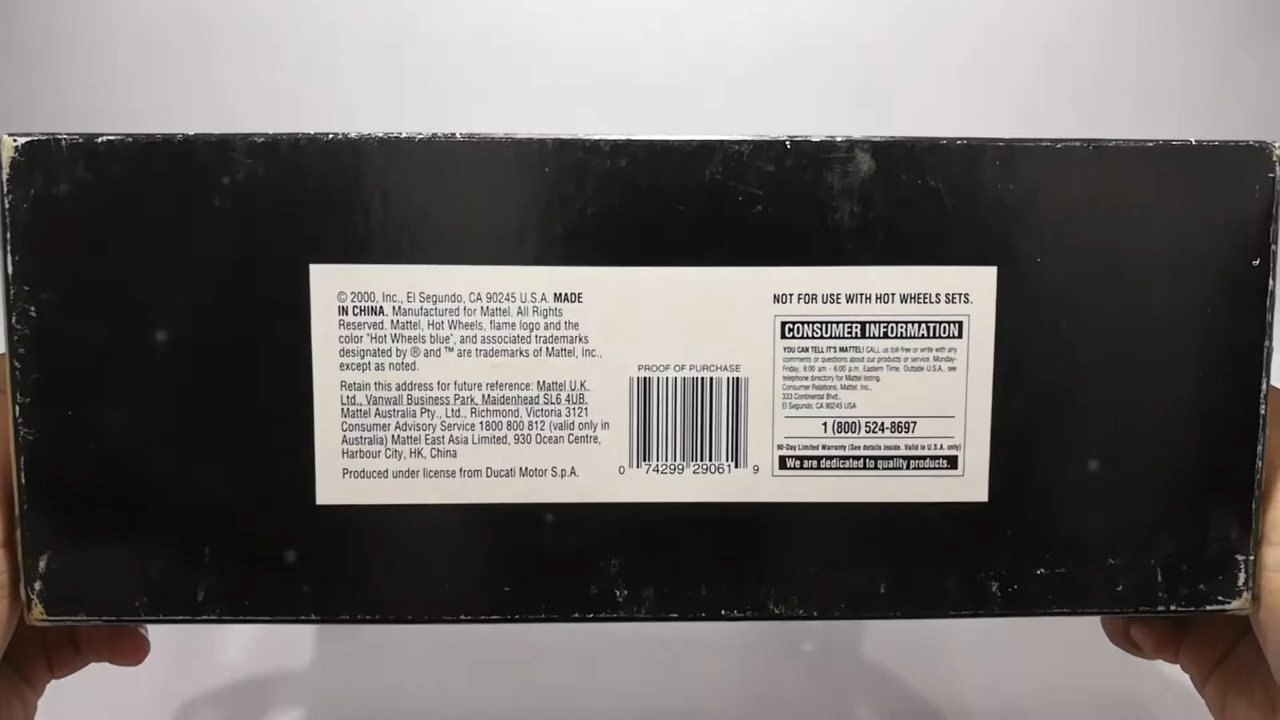 © 2000, Inc., El Segundo, CA 90245 U.S.A. MADE
IN CHINA. Manufactured for Mattel. All Rights
Reserved. Mattel, Hot Wheels, flame logo and the
color "Hot Wheels blue", and associated trademarks
designated by ® and ™ are trademarks of Mattel, Inc.,
except as noted.
Retain this address for future reference: Mattel U.K.
Ltd., Vanwall Business Park, Maidenhead SL6 4UB.
Mattel Australia Pty., Ltd., Richmond, Victoria 3121
Consumer Advisory Service 1800 800 812 (valid only in
Australia) Mattel East Asia Limited, 930 Ocean Centre,
Harbour City, HK, China
Produced under license from Ducati Motor S.p.A.
PROOF OF PURCHASE
0 74299 29061 9
NOT FOR USE WITH HOT WHEELS SETS.
CONSUMER INFORMATION
YOU CAN TELL IT'S MATTEL! CALL us toll-free or write with any
comments or questions about our products or service. Monday-
Friday, 8:00 am - 6:00 p.m. Eastern Time. Outside U.S.A., see
telephone directory for Mattel listing.
Consumer Relations, Mattel, Inc.,
333 Continental Blvd.,
El Segundo, CA 90245 USA
1 (800) 524-8697
90-Day Limited Warranty (See details inside. Valid in U.S.A. only)
We are dedicated to quality products.